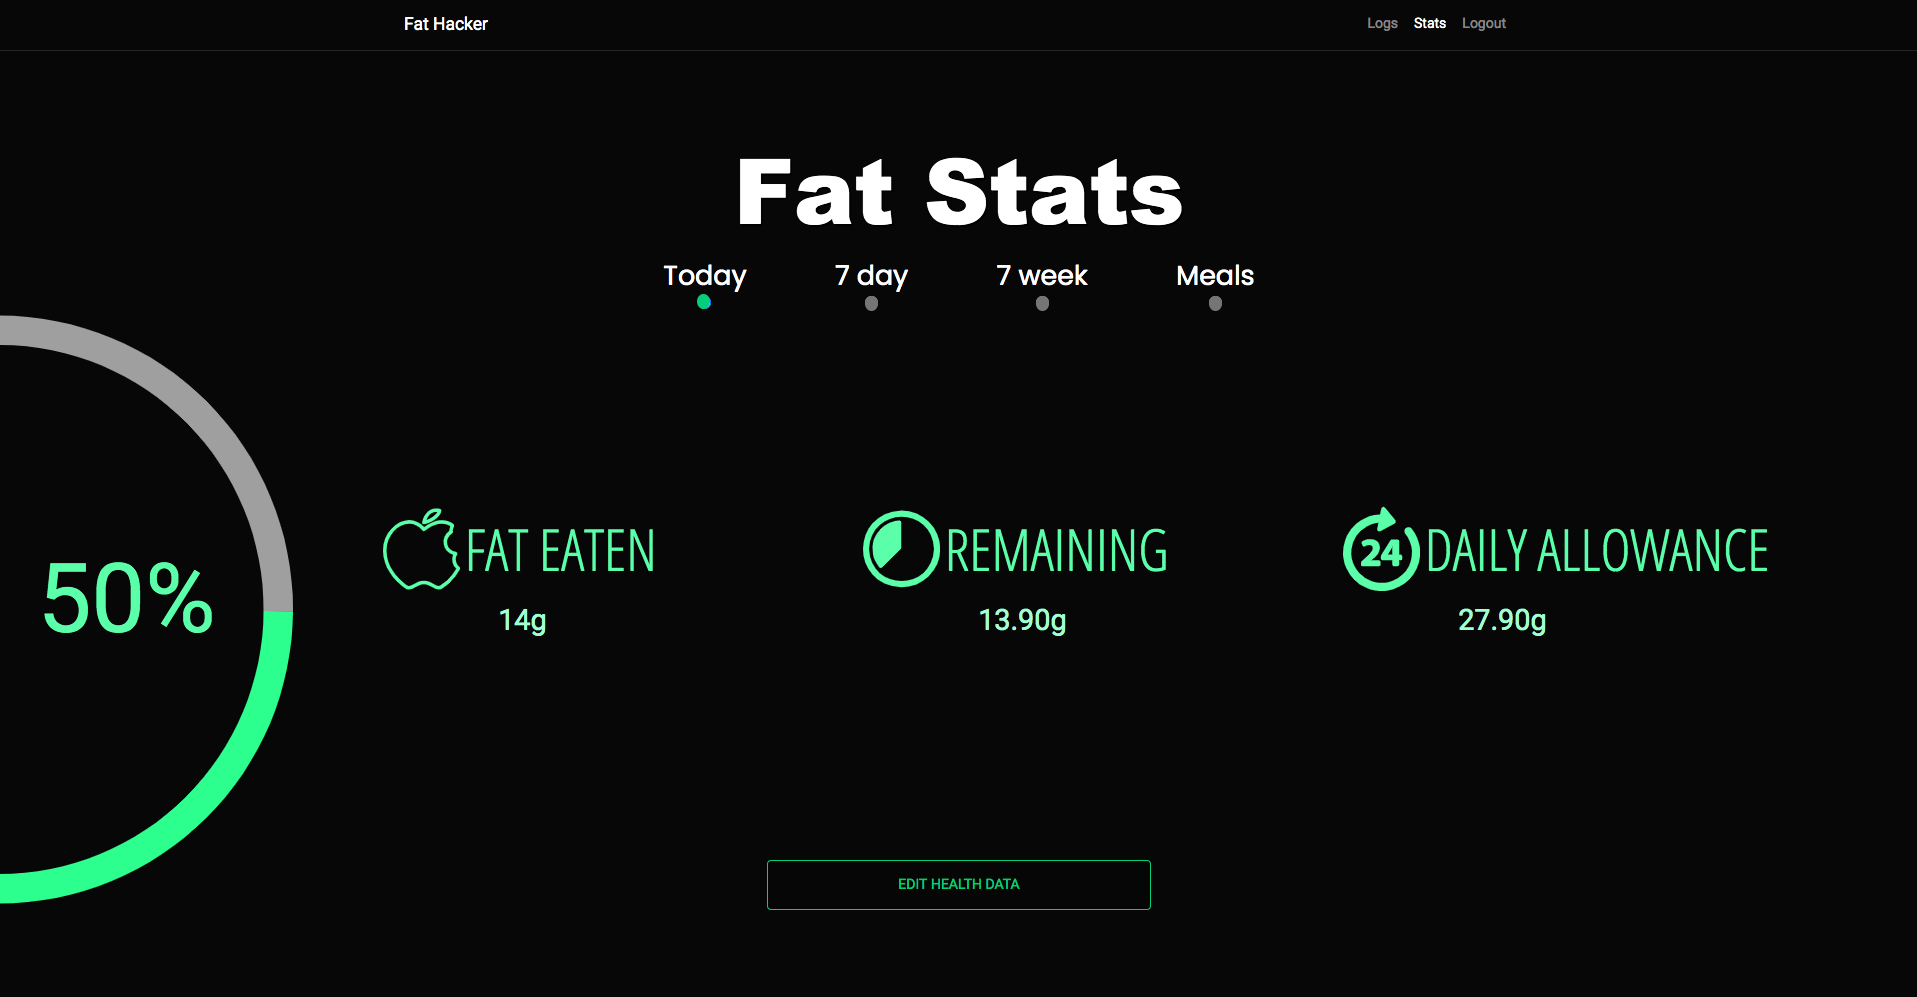 Fat Hacker
Logs Stats Logout
Fat Stats
Today 7 day 7 week Meals
50%
FAT EATEN
14g
REMAINING
13.90g
24 DAILY ALLOWANCE
27.90g
EDIT HEALTH DATA